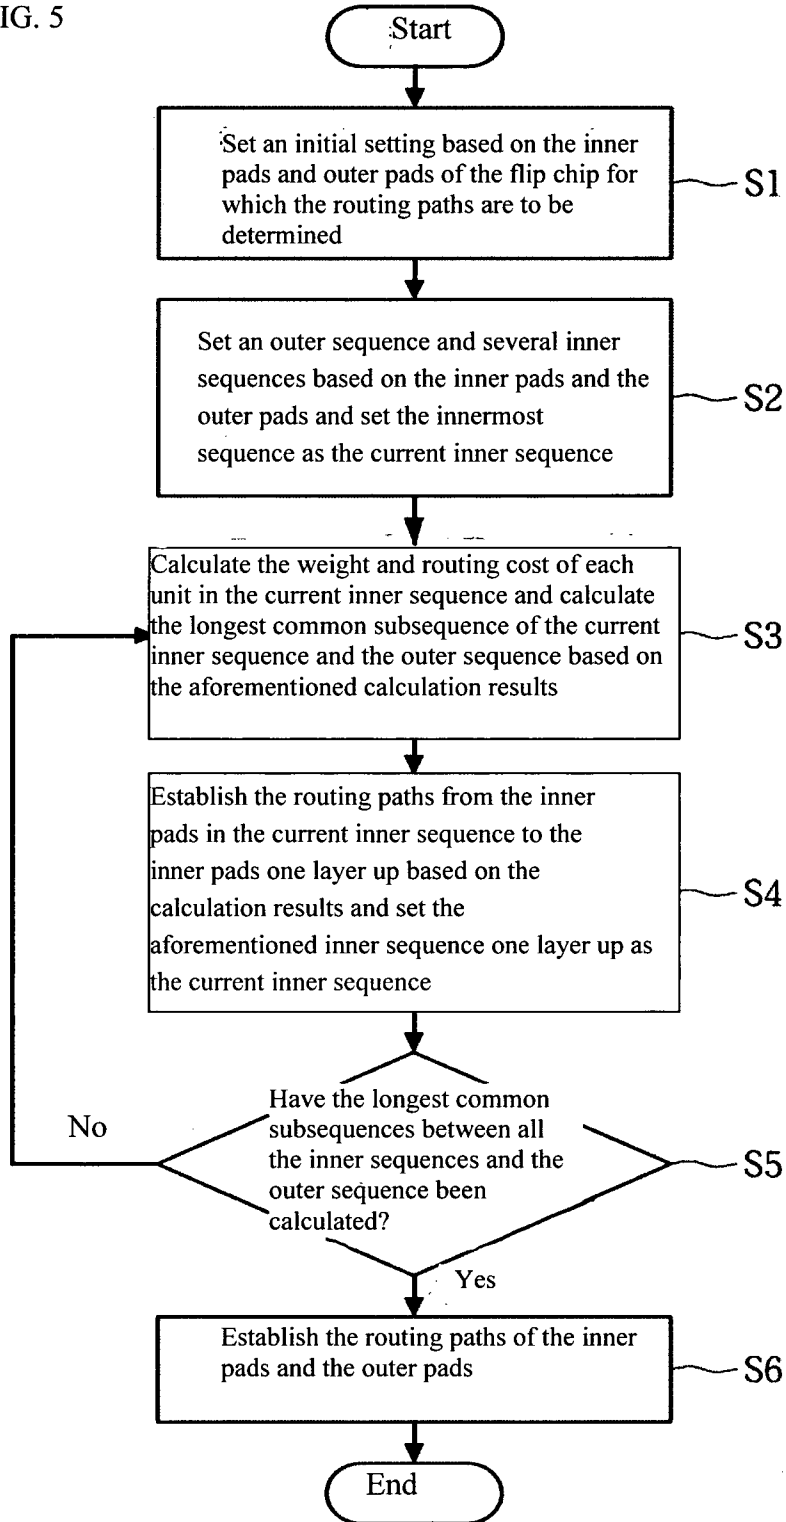 IG. 5
Start
Set an initial setting based on the inner
pads and outer pads of the flip chip for
which the routing paths are to be
determined
S1
Set an outer sequence and several inner
sequences based on the inner pads and the
outer pads and set the innermost
sequence as the current inner sequence
S2
Calculate the weight and routing cost of each
unit in the current inner sequence and calculate
the longest common subsequence of the current
inner sequence and the outer sequence based on
the aforementioned calculation results
S3
Establish the routing paths from the inner
pads in the current inner sequence to the
inner pads one layer up based on the
calculation results and set the
aforementioned inner sequence one layer up as
the current inner sequence
S4
Have the longest common
subsequences between all
the inner sequences and the
outer sequence been
calculated?
S5
No
Yes
Establish the routing paths of the inner
pads and the outer pads
S6
End